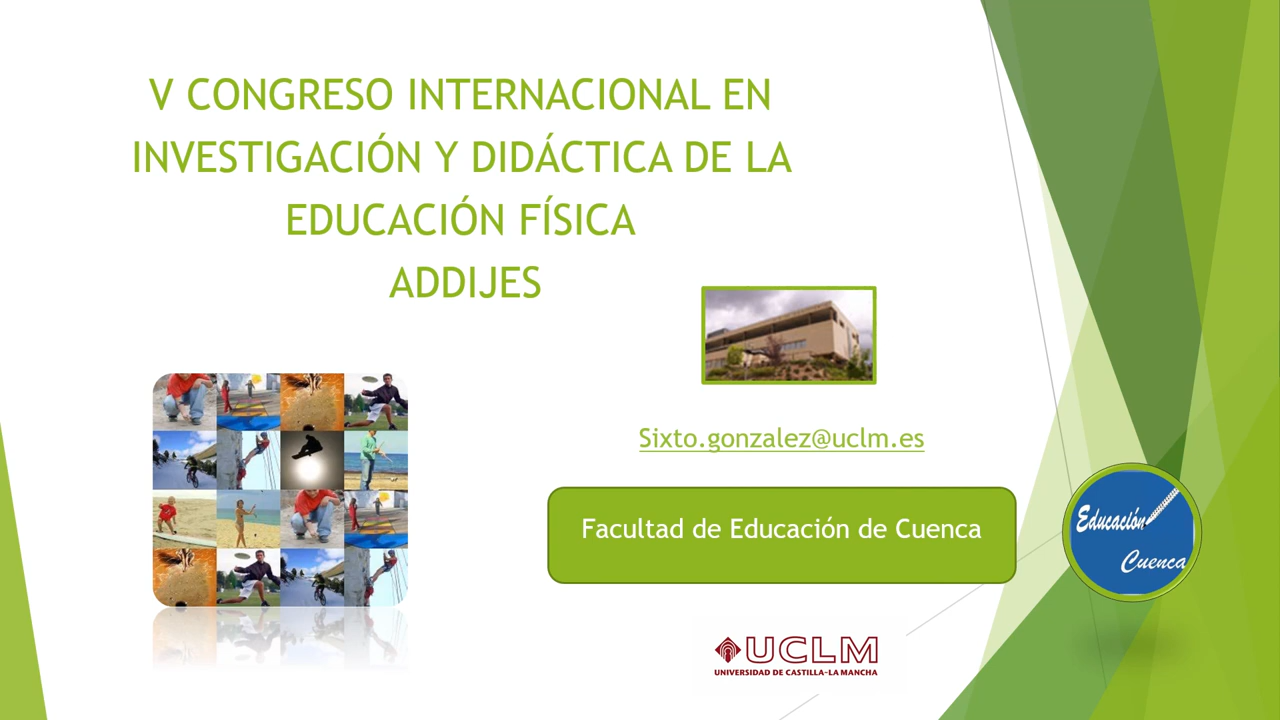 V CONGRESO INTERNACIONAL EN
INVESTIGACIÓN Y DIDÁCTICA DE LA
EDUCACIÓN FÍSICA
ADDIJES
Sixto.gonzalez@uclm.es
Facultad de Educación de Cuenca
Educación
Cuenca
UCLM
UNIVERSIDAD DE CASTILLA-LA MANCHA